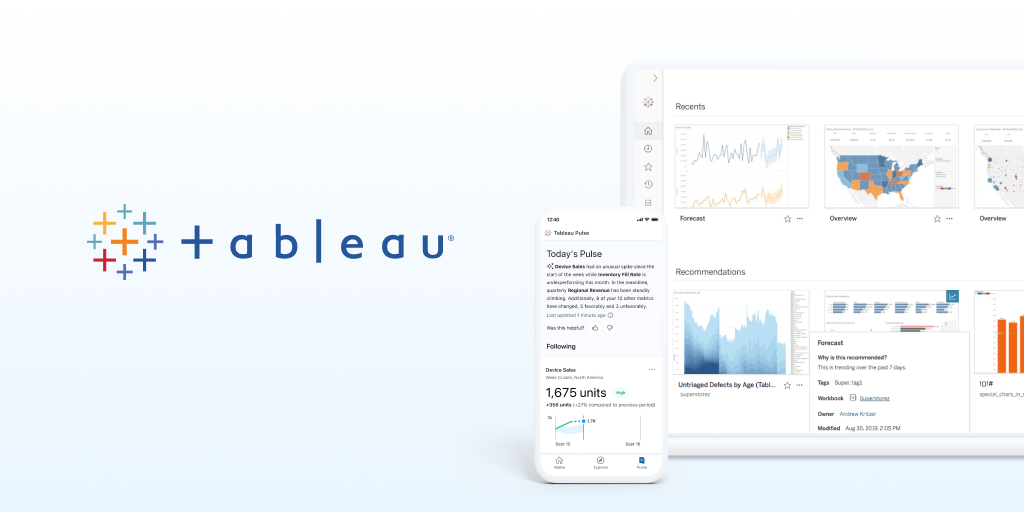 +ableau®
12:40
Tableau Pulse
Today's Pulse
Device Sales had an unusual spike since the
start of the week while Inventory Fill Rate is
underperforming this month. In the meantime,
quarterly Regional Revenue has been steadily
climbing. Additionally, 8 of your 12 other metrics
have changed, 5 favorably and 3 unfavorably.
Last updated 1 minute ago
Was this helpful?
Following
Device Sales
Week to date, North America
1,675 units High
+356 units (+27% compared to previous period)
2k
1.7K
Sept 10 Sept 16
Home Explore Pulse
Recents
Forecast
Overview
Overview
Recommendations
Untriaged Defects by Age (Tabl...
Superstorez
Forecast
Why is this recommended?
This is trending over the past 7 days.
Tags Super, tag1
Workbook Superstorez
Owner Andrew Kritzer
Modified Aug 30, 2019, 2:05 PM
!@!#
special_chars_in_s